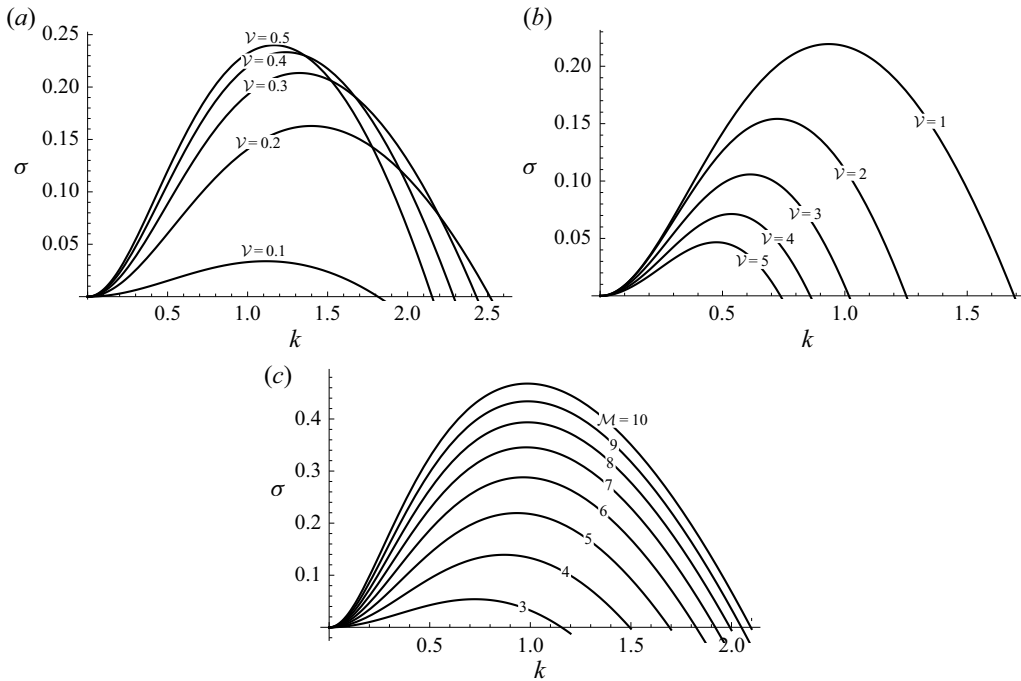 (a)
0.25
0.20
0.15
0.10
0.05
σ
𝒱 = 0.5
𝒱 = 0.4
𝒱 = 0.3
𝒱 = 0.2
𝒱 = 0.1
0.5 1.0 1.5 2.0 2.5
k
(b)
0.20
0.15
0.10
0.05
σ
𝒱 = 1
𝒱 = 2
𝒱 = 3
𝒱 = 4
𝒱 = 5
0.5 1.0 1.5
k
(c)
0.4
0.3
0.2
0.1
σ
ℳ = 10
9
8
7
6
5
4
3
0.5 1.0 1.5 2.0
k